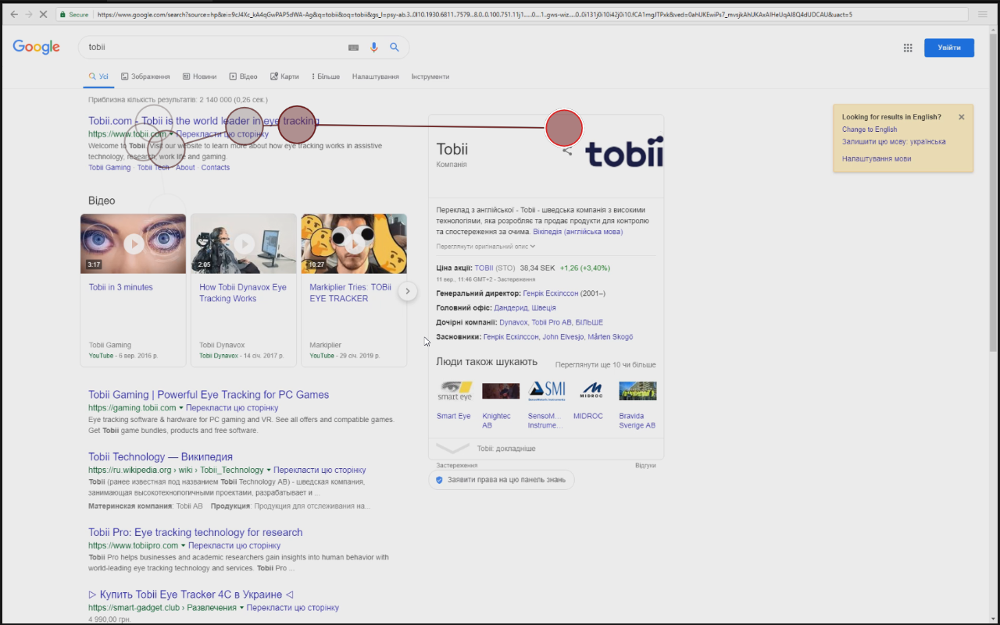 Secure
https://www.google.com/search?source=hp&ei=9cJ4Xc_kA4qGwPAP5dWA-Ag&q=tobii&oq=tobii&gs_l=psy-ab.3..0l10.1930.6811..7579...8.0..0.100.751.11j1......0....1..gws-wiz.....0..0i131j0i10i42j0i10.fCA1mgJTPxk&ved=0ahUKEwiPs7_mvsjkAhUKAxAIHeUqAI8Q4dUDCAU&uact=5
Google
tobii
Увійти
Усі Зображення Новини Відео Карти Більше Налаштування Інструменти
Приблизна кількість результатів: 2 140 000 (0,26 сек.)
Tobii.com - Tobii is the world leader in eye tracking
https://www.tobii.com Перекласти цю сторінку
Welcome to Tobii. Visit our website to learn more about how eye tracking works in assistive
technology, research, work life and gaming.
Tobii Gaming · Tobii Tech · About · Contacts
Відео
3:17
2:05
10:27
Tobii in 3 minutes
How Tobii Dynavox Eye
Tracking Works
Markiplier Tries: TOBii
EYE TRACKER
Tobii Gaming
YouTube - 6 вер. 2016 р.
Tobii Dynavox
Tobii Dynavox - 14 січ. 2017 р.
Markiplier
YouTube - 29 січ. 2019 р.
Tobii Gaming | Powerful Eye Tracking for PC Games
https://gaming.tobii.com Перекласти цю сторінку
Eye tracking software & hardware for PC gaming and VR. See all offers and compatible games.
Get Tobii game bundles, products and free software.
Tobii Technology — Википедия
https://ru.wikipedia.org › wiki › Tobii_Technology Перекласти цю сторінку
Tobii (ранее известная под названием Tobii Technology AB) - шведская компания,
занимающая высокотехнологичными проектами, разрабатывает и ...
Материнская компания: Tobii AB Продукция: Продукция для отслеживания на...
Tobii Pro: Eye tracking technology for research
https://www.tobiipro.com Перекласти цю сторінку
Tobii Pro helps businesses and academic researchers gain insights into human behavior with
world-leading eye tracking technology and services. Tobii Pro ...
▷ Купить Tobii Eye Tracker 4C в Украине ◁
https://smart-gadget.club › Развлечения Перекласти цю сторінку
4 990,00 грн.
Tobii
Компанія
tobii
Переклад з англійської - Tobii - шведська компанія з високими
технологіями, яка розробляє та продає продукти для контролю
та спостереження за очима. Вікіпедія (англійська мова)
Переглянути оригінальний опис
Ціна акції: TOBII (STO) 38,34 SEK +1,26 (+3,40%)
11 вер., 11:46 GMT+2 - Застереження
Генеральний директор: Генрік Ескілссон (2001–)
Головний офіс: Дандерид, Швеція
Дочірні компанії: Dynavox, Tobii Pro AB, БІЛЬШЕ
Засновники: Генрік Ескілссон, John Elvesjo, Mårten Skogö
Люди також шукають
Переглянути ще 10 чи більше
smart eye
SMI
MIDROC
Smart Eye
Knightec
AB
SensoM...
Instrume...
MIDROC
Bravida
Sverige AB
Tobii: докладніше
Застереження
Відгуки
Заявити права на цю панель знань
Looking for results in English?
Change to English
Залишити цю мову: українська
Налаштування мови